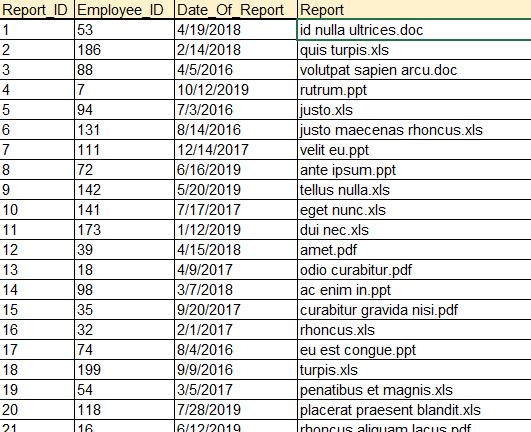 Report_ID Employee_ID Date_Of_Report Report
1 53 4/19/2018 id nulla ultrices.doc
2 186 2/14/2018 quis turpis.xls
3 88 4/5/2016 volutpat sapien arcu.doc
4 7 10/12/2019 rutrum.ppt
5 94 7/3/2016 justo.xls
6 131 8/14/2016 justo maecenas rhoncus.xls
7 111 12/14/2017 velit eu.ppt
8 72 6/16/2019 ante ipsum.ppt
9 142 5/20/2019 tellus nulla.xls
10 141 7/17/2017 eget nunc.xls
11 173 1/12/2019 dui nec.xls
12 39 4/15/2018 amet.pdf
13 18 4/9/2017 odio curabitur.pdf
14 98 3/7/2018 ac enim in.ppt
15 35 9/20/2017 curabitur gravida nisi.pdf
16 32 2/1/2017 rhoncus.xls
17 74 8/4/2016 eu est congue.ppt
18 199 9/9/2016 turpis.xls
19 54 3/5/2017 penatibus et magnis.xls
20 118 7/28/2019 placerat praesent blandit.xls
21 16 6/12/2019 rhoncus aliquam lacus.pdf